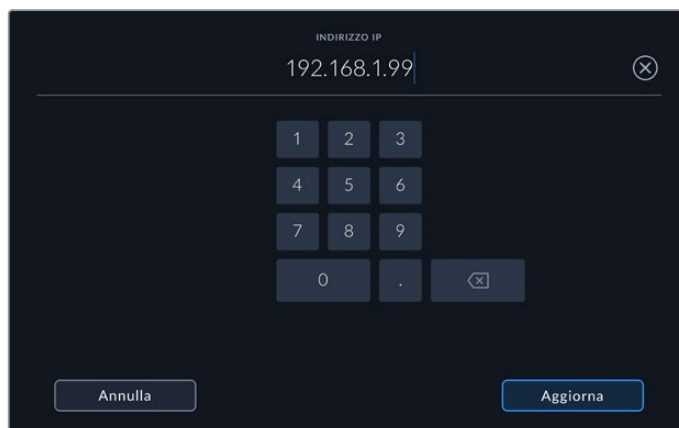 INDIRIZZO IP
192.168.1.99
1 2 3
4 5 6
7 8 9
0 .
Annulla Aggiorna